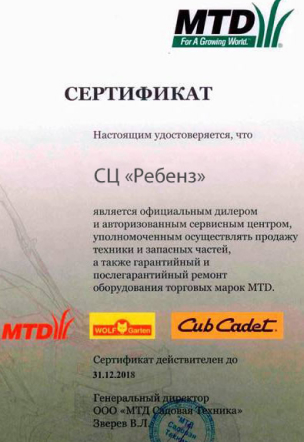 MTD
For A Growing World.
СЕРТИФИКАТ
Настоящим удостоверяется, что
СЦ «Ребенз»
является официальным дилером
и авторизованным сервисным центром,
уполномоченным осуществлять продажу
техники и запасных частей,
а также гарантийный и
послегарантийный ремонт
оборудования торговых марок MTD.
MTD WOLF Garten Cub Cadet.
Сертификат действителен до
31.12.2018
Генеральный директор
ООО «МТД Садовая Техника»
Зверев В.Л.